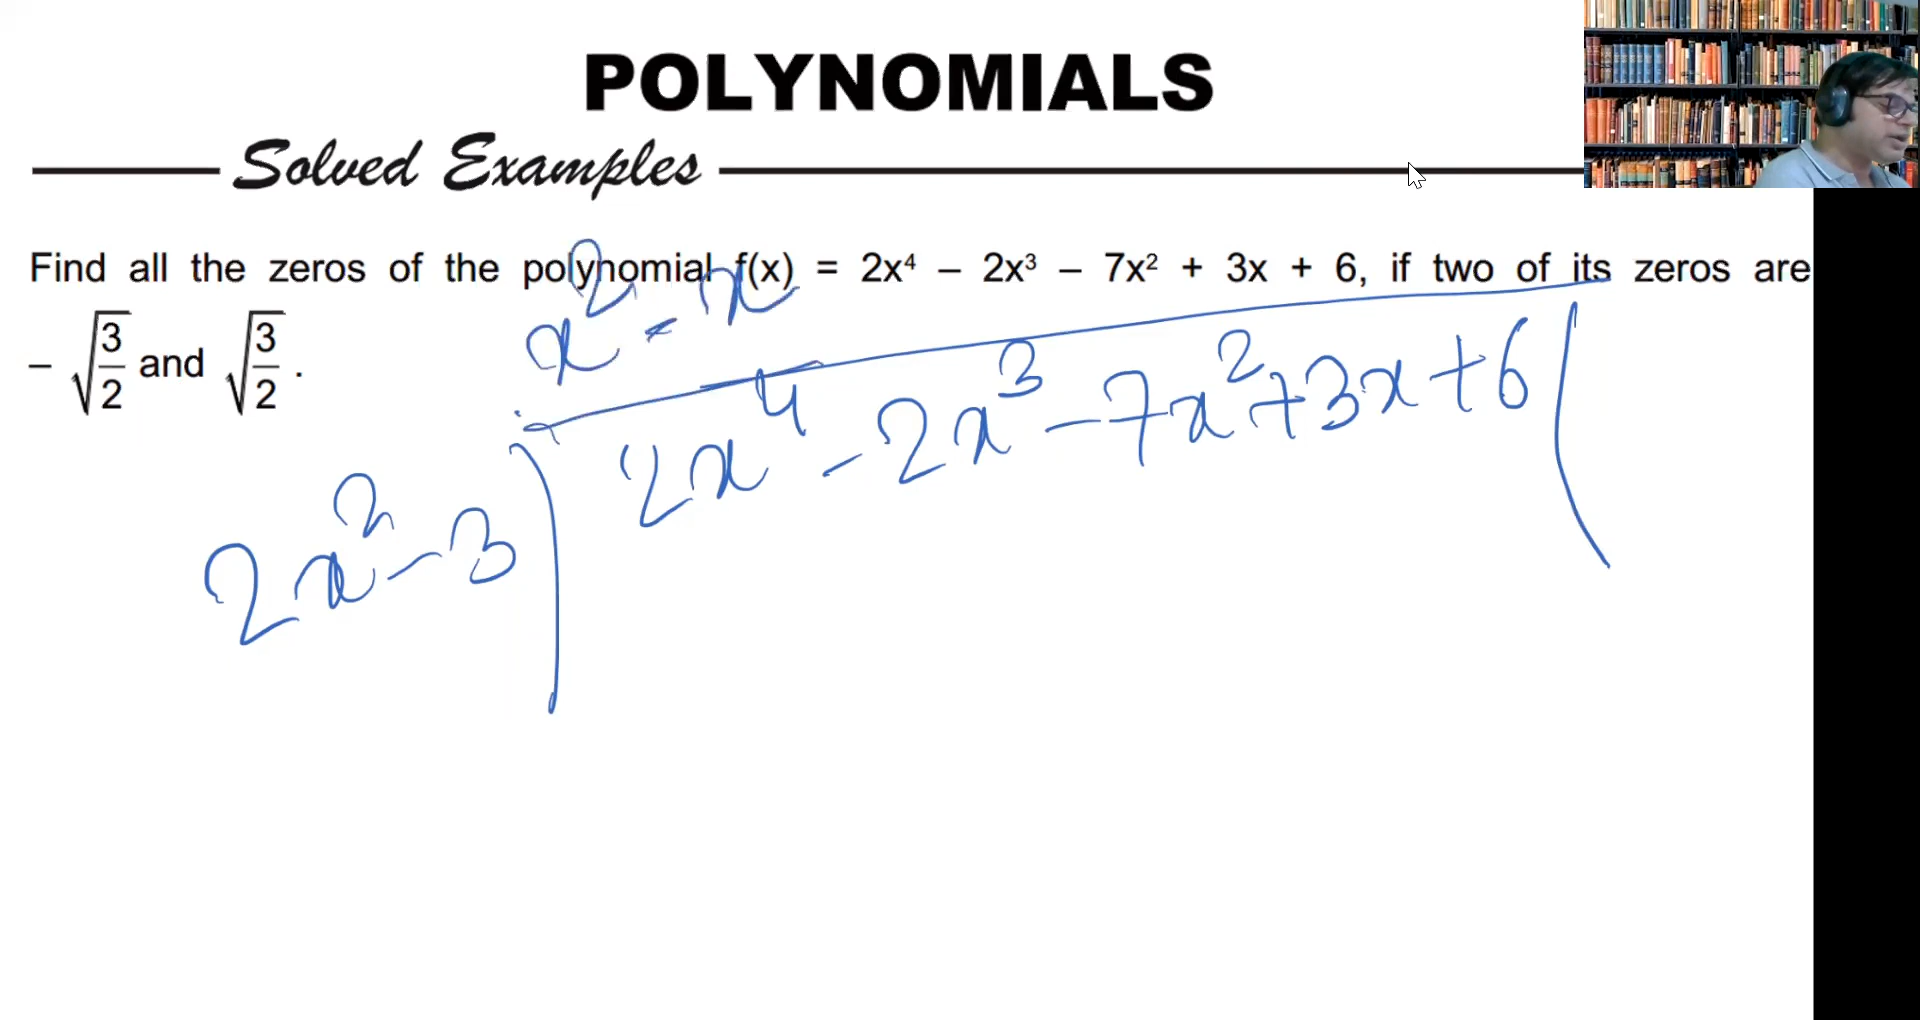 POLYNOMIALS
Solved Examples
Find all the zeros of the polynomial f(x) = 2x⁴ – 2x³ – 7x² + 3x + 6, if two of its zeros are
– √(3/2) and √(3/2) .
x² - x
2x⁴ - 2x³ - 7x² + 3x + 6
2x² - 3